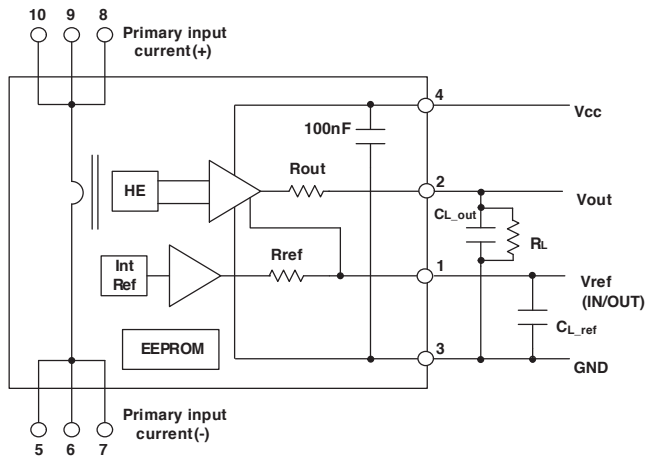 10 9 8
Primary input
current(+)
4
Vcc
100nF
HE
Rout
2
Vout
CL_out
RL
Int
Ref
Rref
1
Vref
(IN/OUT)
CL_ref
EEPROM
3
GND
Primary input
current(-)
5 6 7